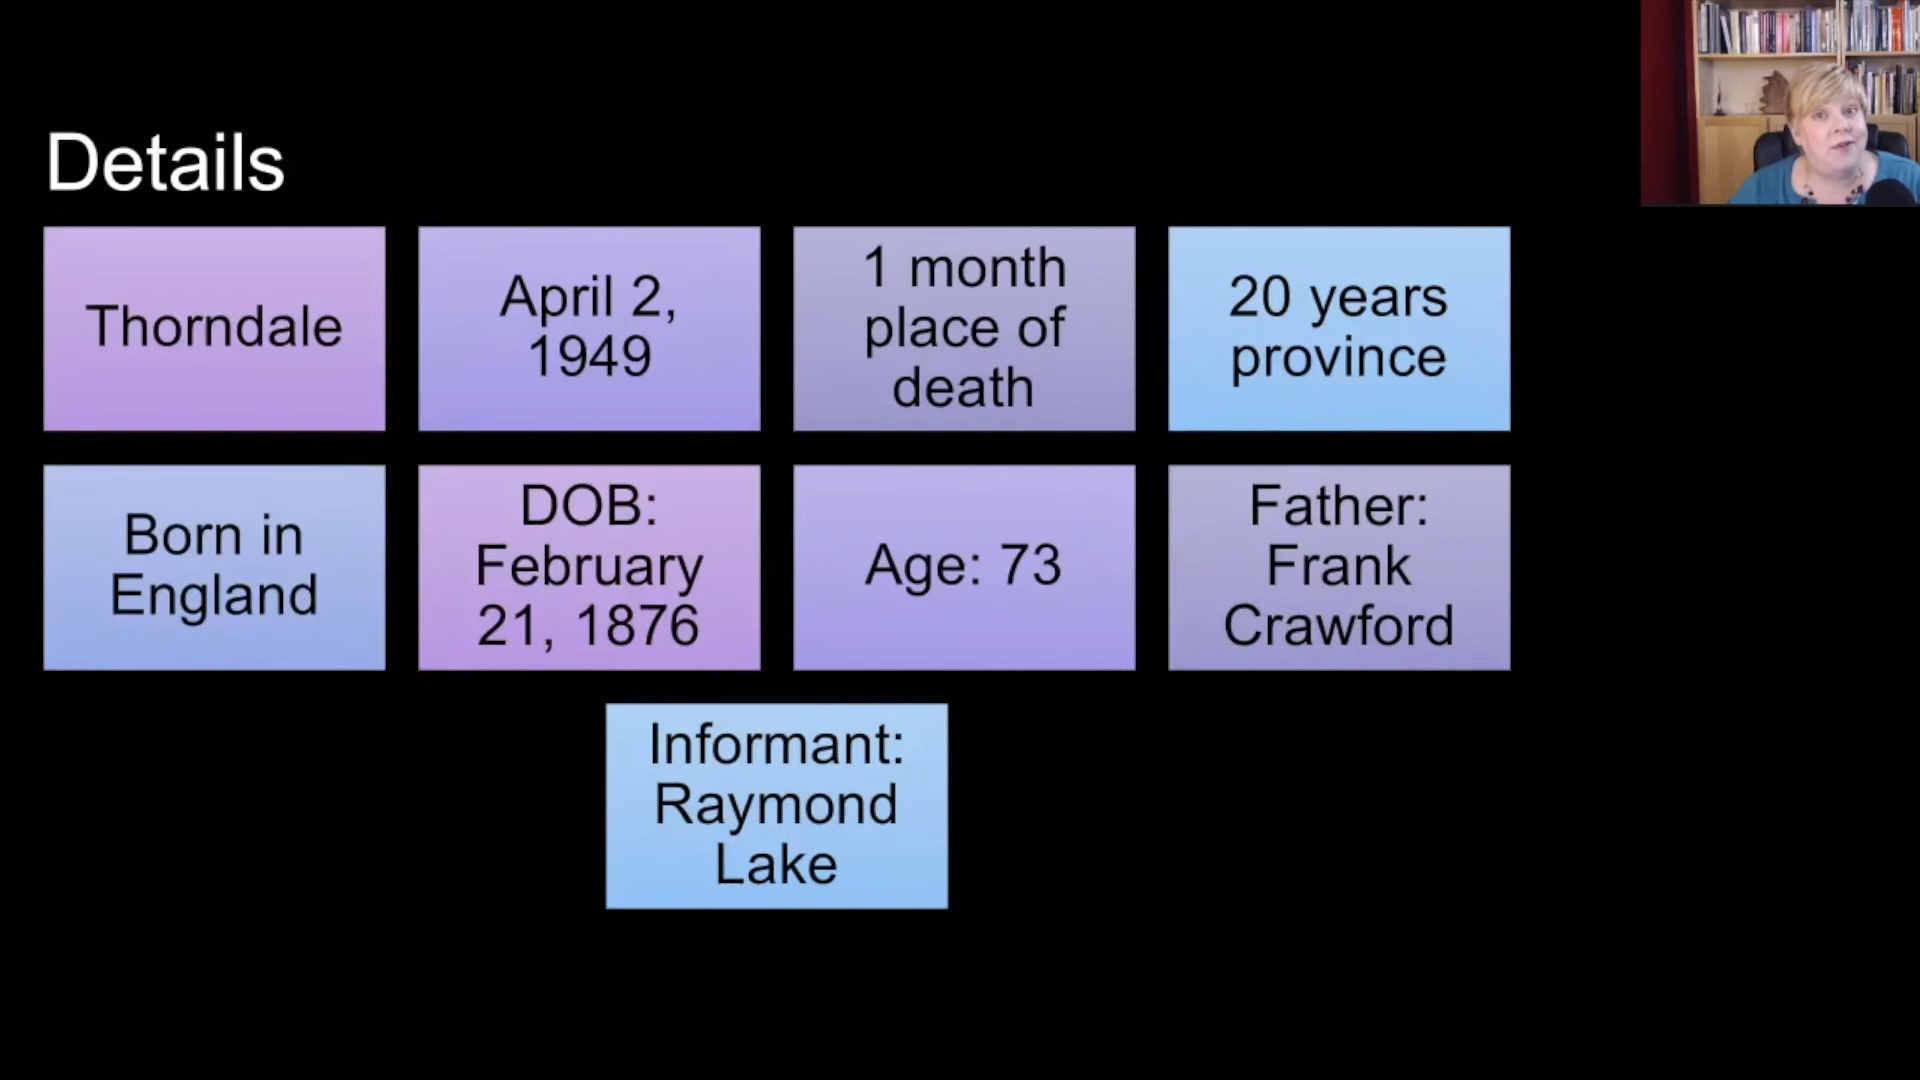 Details
Thorndale
April 2,
1949
1 month
place of
death
20 years
province
Born in
England
DOB:
February
21, 1876
Age: 73
Father:
Frank
Crawford
Informant:
Raymond
Lake